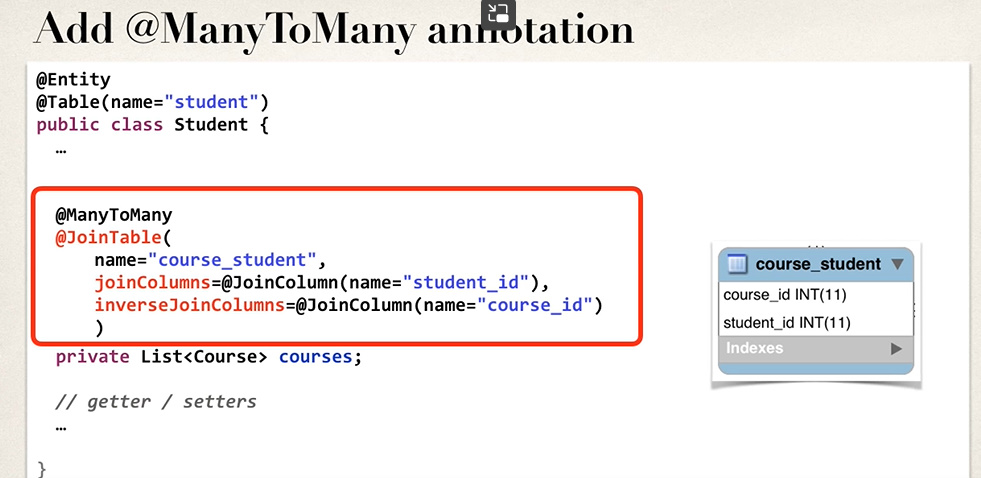 Add @ManyToMany annotation
@Entity
@Table(name="student")
public class Student {
…
@ManyToMany
@JoinTable(
name="course_student",
joinColumns=@JoinColumn(name="student_id"),
inverseJoinColumns=@JoinColumn(name="course_id")
)
private List<Course> courses;
// getter / setters
…
}
course_student
course_id INT(11)
student_id INT(11)
Indexes